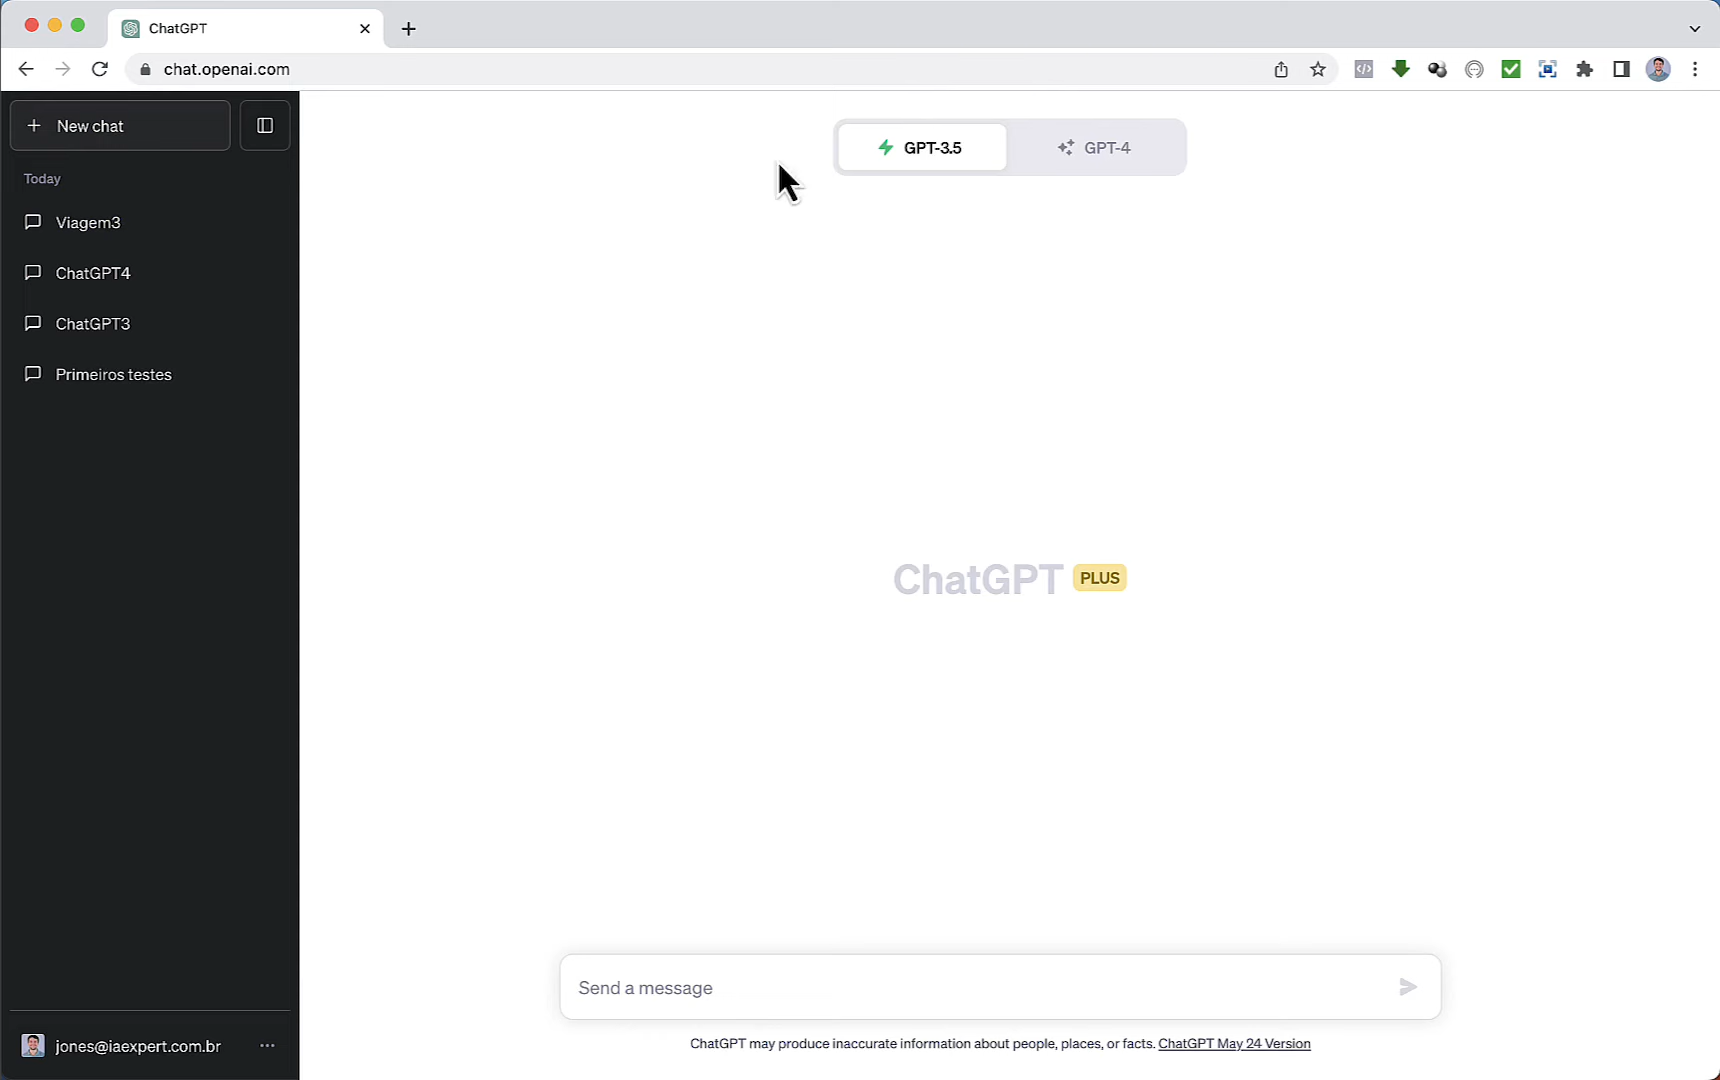 ChatGPT
chat.openai.com
New chat
Today
Viagem3
ChatGPT4
ChatGPT3
Primeiros testes
jones@iaexpert.com.br
GPT-3.5
GPT-4
ChatGPT PLUS
Send a message
ChatGPT may produce inaccurate information about people, places, or facts. ChatGPT May 24 Version